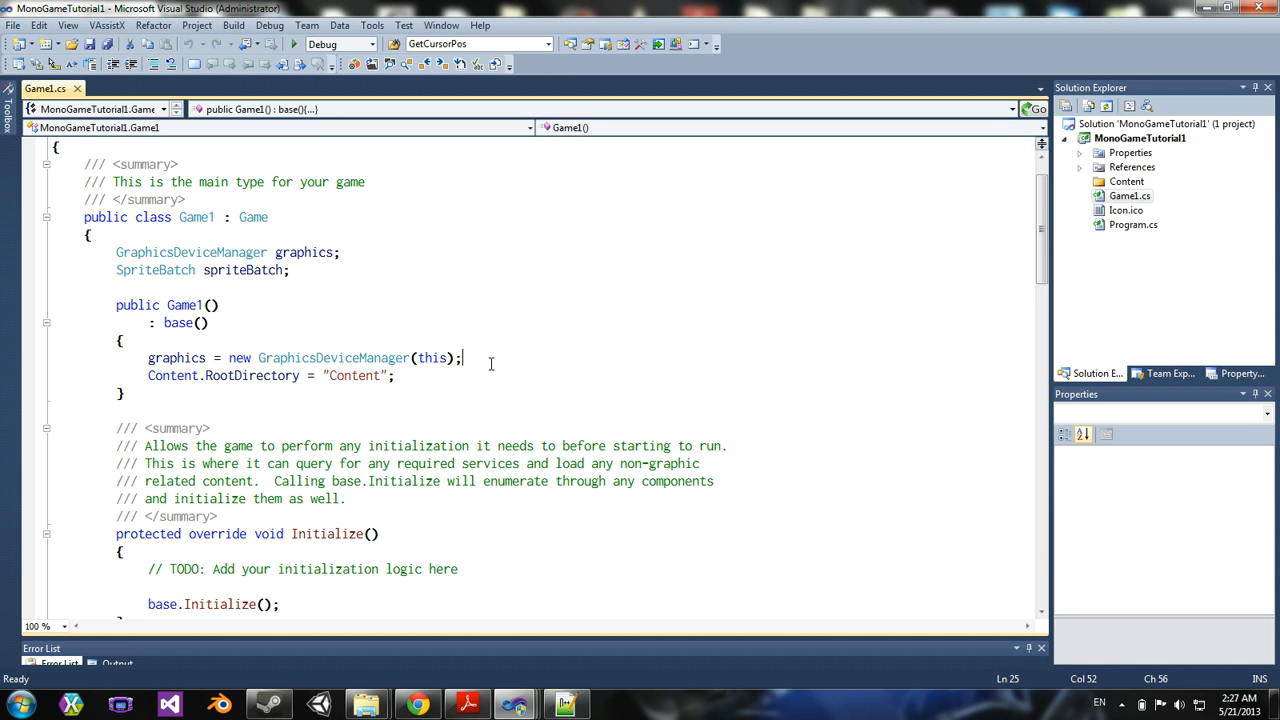 MonoGameTutorial1 - Microsoft Visual Studio (Administrator)
File Edit View VAssistX Refactor Project Build Debug Team Data Tools Test Window Help
Debug GetCursorPos
Game1.cs
MonoGameTutorial1.Game public Game1() : base(){...} Go
MonoGameTutorial1.Game1 Game1()
{
/// <summary>
/// This is the main type for your game
/// </summary>
public class Game1 : Game
{
GraphicsDeviceManager graphics;
SpriteBatch spriteBatch;
public Game1()
: base()
{
graphics = new GraphicsDeviceManager(this);
Content.RootDirectory = "Content";
}
/// <summary>
/// Allows the game to perform any initialization it needs to before starting to run.
/// This is where it can query for any required services and load any non-graphic
/// related content.  Calling base.Initialize will enumerate through any components
/// and initialize them as well.
/// </summary>
protected override void Initialize()
{
// TODO: Add your initialization logic here
base.Initialize();
100 %
Toolbox
Error List
Error List Output
Solution Explorer
Solution 'MonoGameTutorial1' (1 project)
MonoGameTutorial1
Properties
References
Content
Game1.cs
Icon.ico
Program.cs
Solution E... Team Exp... Property...
Properties
Ready Ln 25 Col 52 Ch 56 INS
EN 2:27 AM
5/21/2013